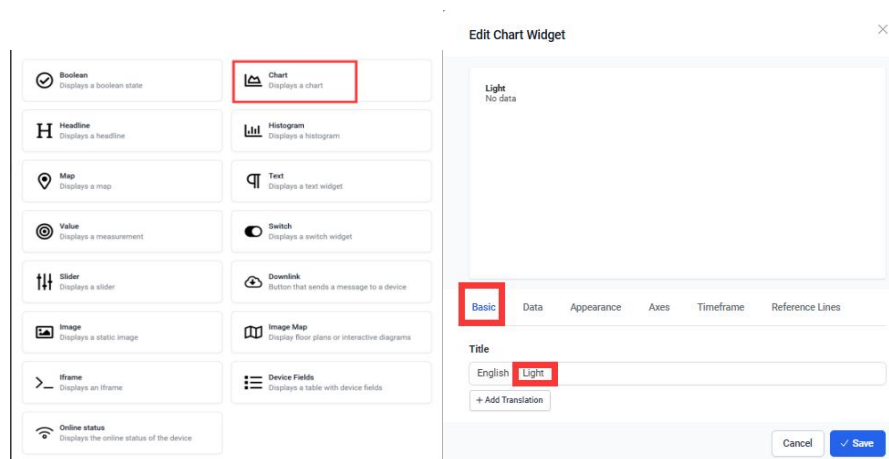 Boolean
Displays a boolean state
Chart
Displays a chart
Headline
Displays a headline
Histogram
Displays a histogram
Map
Displays a map
Text
Displays a text widget
Value
Displays a measurement
Switch
Displays a switch widget
Slider
Displays a slider
Downlink
Button that sends a message to a device
Image
Displays a static image
Image Map
Display floor plans or interactive diagrams
Iframe
Displays an Iframe
Device Fields
Displays a table with device fields
Online status
Displays the online status of the device
Edit Chart Widget
Light
No data
Basic Data Appearance Axes Timeframe Reference Lines
Title
English Light
+ Add Translation
Cancel Save